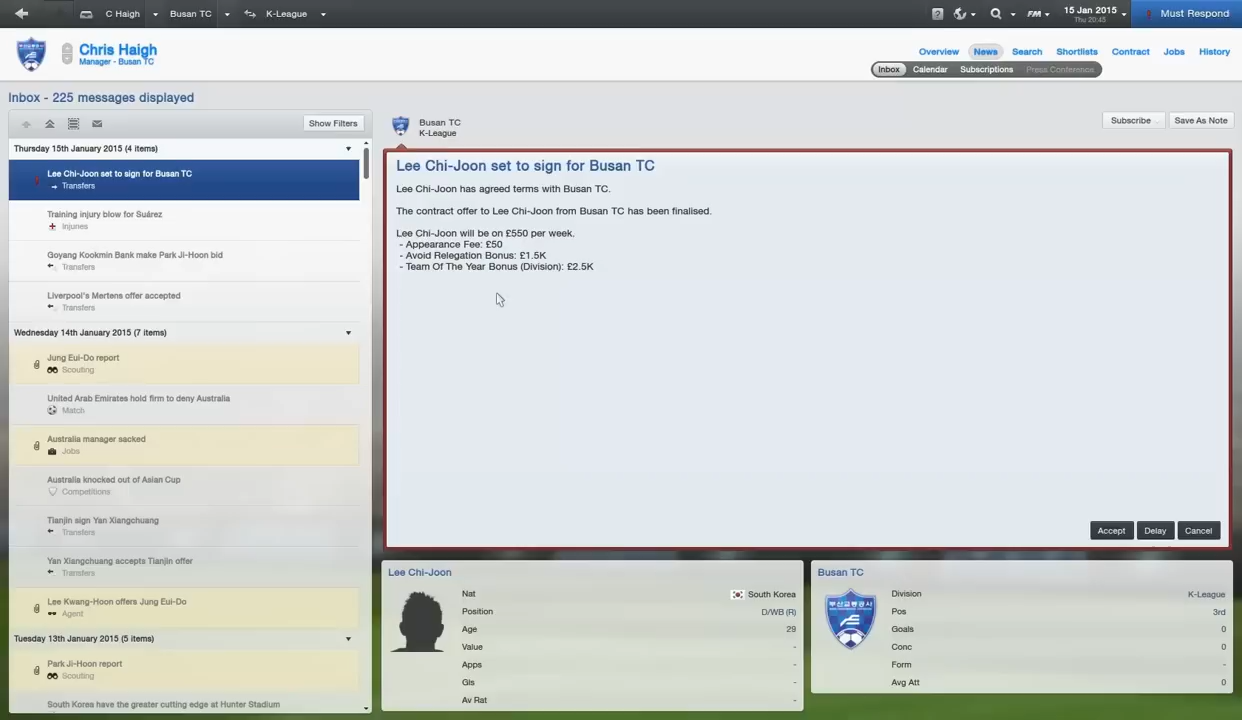 C Haigh
Busan TC
K-League
FM
15 Jan 2015
Thu 20:45
Must Respond
Chris Haigh
Manager - Busan TC
Overview
News
Search
Shortlists
Contract
Jobs
History
Inbox
Calendar
Subscriptions
Press Conference
Inbox - 225 messages displayed
Show Filters
Thursday 15th January 2015 (4 items)
Lee Chi-Joon set to sign for Busan TC
Transfers
Training injury blow for Suárez
Injuries
Goyang Kookmin Bank make Park Ji-Hoon bid
Transfers
Liverpool's Mertens offer accepted
Transfers
Wednesday 14th January 2015 (7 items)
Jung Eui-Do report
Scouting
United Arab Emirates hold firm to deny Australia
Match
Australia manager sacked
Jobs
Australia knocked out of Asian Cup
Competitions
Tianjin sign Yan Xiangchuang
Transfers
Yan Xiangchuang accepts Tianjin offer
Transfers
Lee Kwang-Hoon offers Jung Eui-Do
Agent
Tuesday 13th January 2015 (5 items)
Park Ji-Hoon report
Scouting
South Korea have the greater cutting edge at Hunter Stadium
Busan TC
K-League
Subscribe
Save As Note
Lee Chi-Joon set to sign for Busan TC
Lee Chi-Joon has agreed terms with Busan TC.
The contract offer to Lee Chi-Joon from Busan TC has been finalised.
Lee Chi-Joon will be on £550 per week.
- Appearance Fee: £50
- Avoid Relegation Bonus: £1.5K
- Team Of The Year Bonus (Division): £2.5K
Accept
Delay
Cancel
Lee Chi-Joon
Nat South Korea
Position D/WB (R)
Age 29
Value -
Apps -
Gls -
Av Rat -
Busan TC
부산교통공사
Division K-League
Pos 3rd
Goals 0
Conc 0
Form -
Avg Att 0